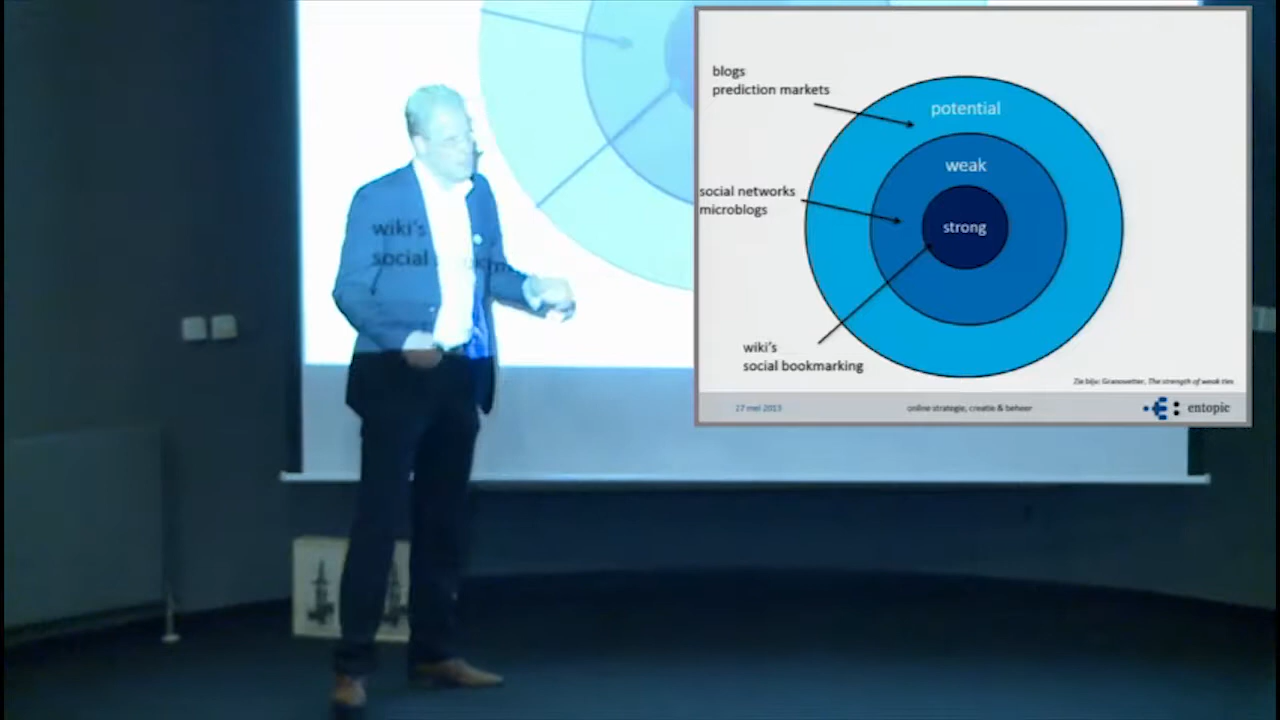 blogs
prediction markets
potential
weak
social networks
microblogs
strong
wiki's
social bookmarking
Zie bijv. Granovetter, The strength of weak ties
27 mei 2013
online strategie, creatie & beheer
entopic
wiki's
social